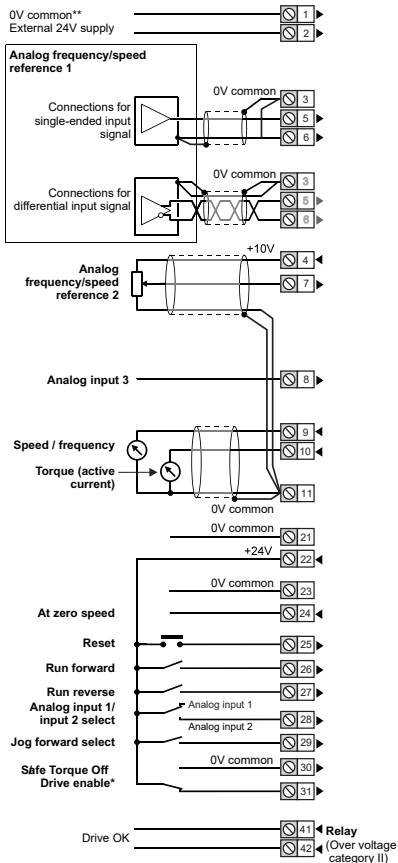 0V common** 1
External 24V supply 2
Analog frequency/speed
reference 1
0V common 3
Connections for
single-ended input
signal
5
6
0V common 3
Connections for
differential input signal
5
6
+10V 4
Analog
frequency/speed
reference 2
7
Analog input 3 8
9
Speed / frequency 10
Torque (active
current)
11
0V common
0V common 21
+24V 22
0V common 23
At zero speed 24
Reset 25
Run forward 26
Run reverse 27
Analog input 1/
input 2 select
Analog input 1
28
Analog input 2
Jog forward select 29
0V common 30
Safe Torque Off
Drive enable* 31
41 Relay
Drive OK
(Over voltage
42 category II)